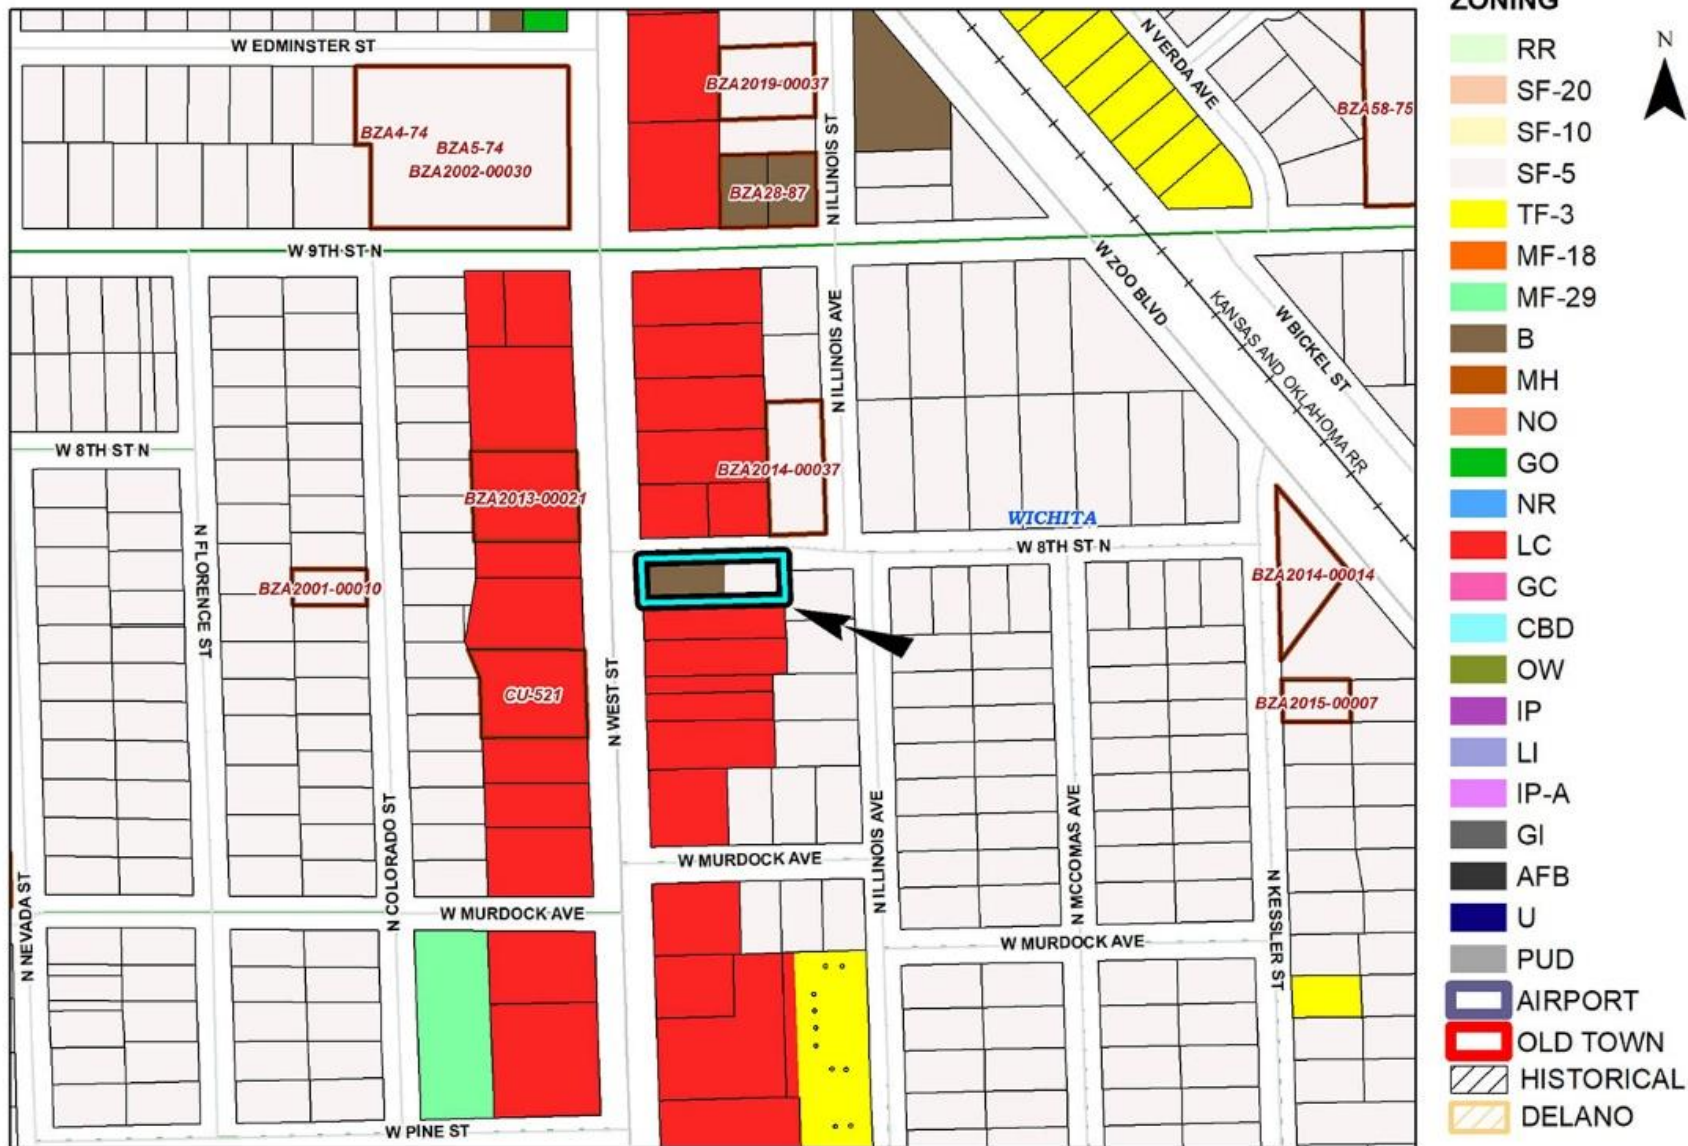 ZONING
N
RR
SF-20
SF-10
SF-5
TF-3
MF-18
MF-29
B
MH
NO
GO
NR
LC
GC
CBD
OW
IP
LI
IP-A
GI
AFB
U
PUD
AIRPORT
OLD TOWN
HISTORICAL
DELANO
W EDMINSTER ST
BZA4-74
BZA5-74
BZA2002-00030
BZA2019-00037
BZA28-87
N ILLINOIS ST
N VERDA AVE
BZA58-75
W 9TH ST N
W ZOO BLVD
KANSAS AND OKLAHOMA RR
W BICKEL ST
N ILLINOIS AVE
W 8TH ST N
BZA2013-00021
BZA2014-00037
WICHITA
W 8TH ST N
N FLORENCE ST
BZA2001-00010
BZA2014-00014
CU-521
N WEST ST
BZA2015-00007
N COLORADO ST
N ILLINOIS AVE
N MCCOMAS AVE
W MURDOCK AVE
N NEVADA ST
N KESSLER ST
W MURDOCK AVE
W MURDOCK AVE
W PINE ST